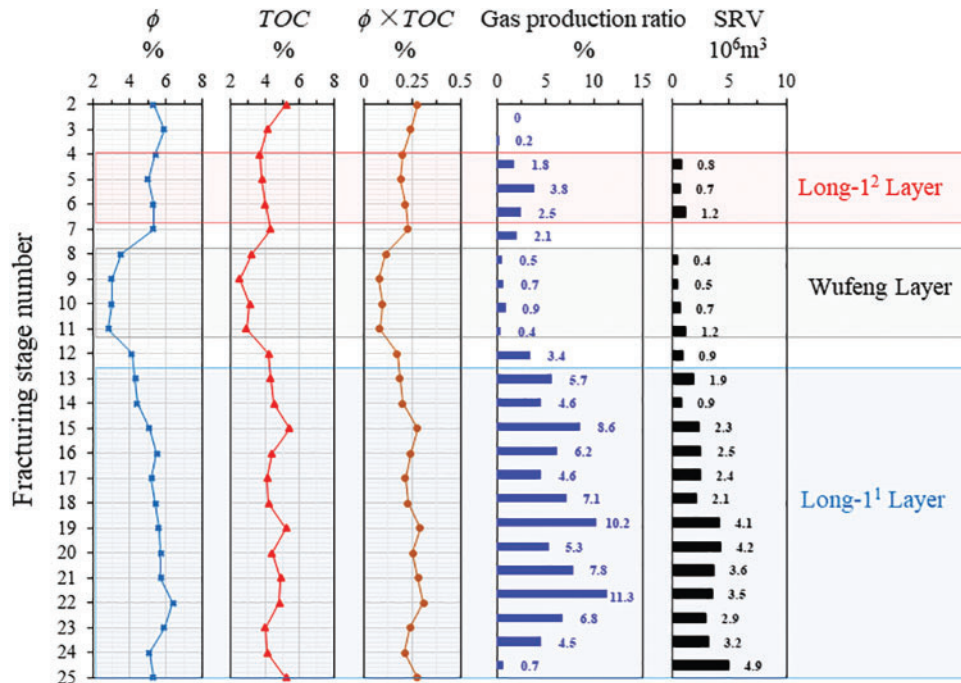 ϕ TOC ϕ × TOC Gas production ratio SRV
% % % % 10⁶m³
2 4 6 8 2 4 6 8 0 0.25 0.5 0 5 10 15 0 5 10
Fracturing stage number
2
3 0
4 0.2
5 1.8 0.8
6 3.8 0.7 Long-1² Layer
7 2.5 1.2
8 2.1
9 0.5 0.4
10 0.7 0.5 Wufeng Layer
11 0.9 0.7
12 0.4 1.2
13 3.4 0.9
14 5.7 1.9
15 4.6 0.9
16 8.6 2.3
17 6.2 2.5
18 4.6 2.4
19 7.1 2.1 Long-1¹ Layer
20 10.2 4.1
21 5.3 4.2
22 7.8 3.6
23 11.3 3.5
24 6.8 2.9
25 4.5 3.2
0.7 4.9